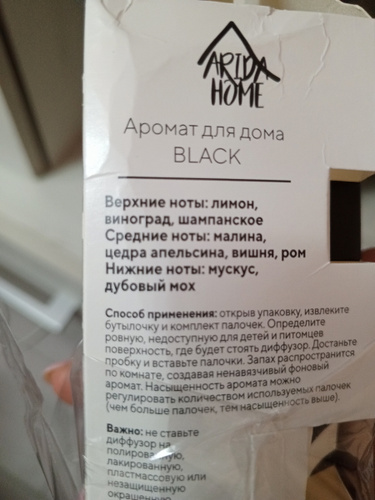 ARIDA
HOME
Аромат для дома
BLACK
Верхние ноты: лимон,
виноград, шампанское
Средние ноты: малина,
цедра апельсина, вишня, ром
Нижние ноты: мускус,
дубовый мох
Способ применения: открыв упаковку, извлеките
бутылочку и комплект палочек. Определите
ровную, недоступную для детей и питомцев
поверхность, где будет стоять диффузор. Достаньте
пробку и вставьте палочки. Запах распространится
по комнате, создавая ненавязчивый фоновый
аромат. Насыщенность аромата можно
регулировать количеством используемых палочек
(чем больше палочек, тем насыщенность выше).
Важно: не ставьте
диффузор на
полированную,
лакированную,
пластмассовую или
незащищенную
окрашенную